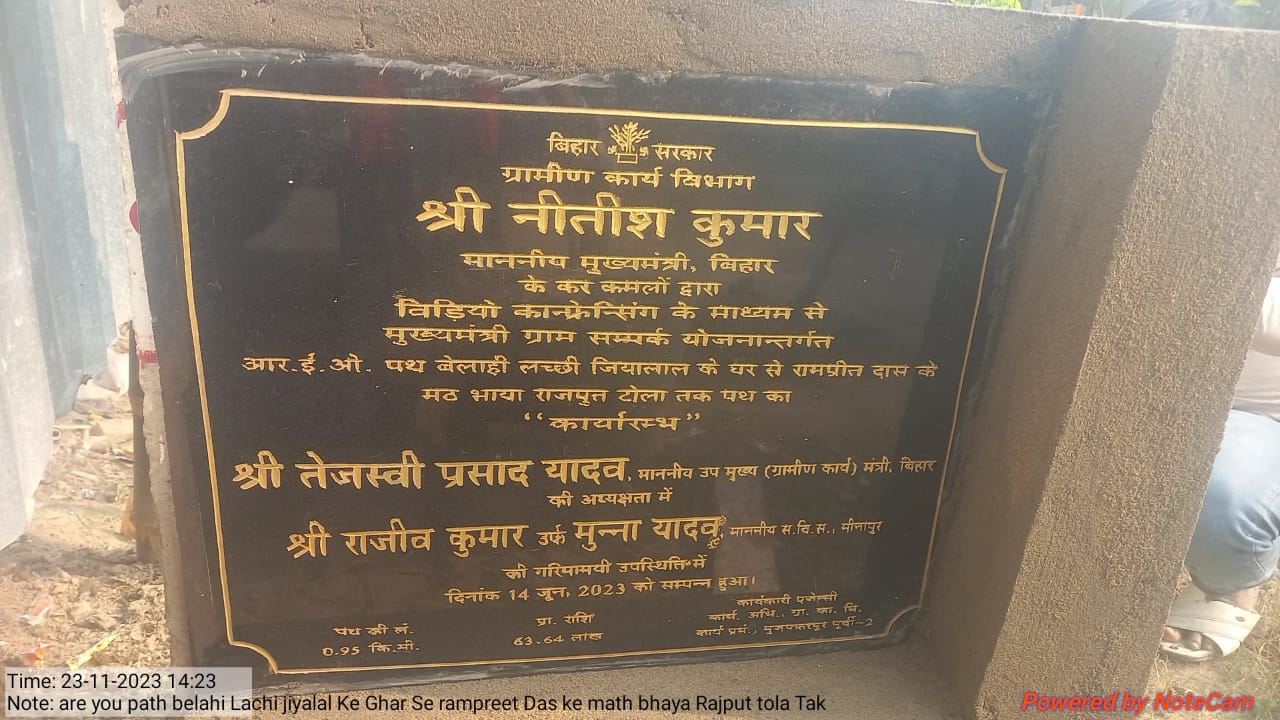 बिहार सरकार
ग्रामीण कार्य विभाग
श्री नीतीश कुमार
माननीय मुख्यमंत्री, बिहार
के कर कमलों द्वारा
विडियो कान्फ्रेन्सिंग के माध्यम से
मुख्यमंत्री ग्राम सम्पर्क योजनान्तर्गत
आर.ई.ओ. पथ बेलाही लच्छी जियालाल के घर से रामप्रीत दास के
मठ भाया राजपुत टोला तक पथ का
“कार्यारम्भ”
श्री तेजस्वी प्रसाद यादव, माननीय उप मुख्य (ग्रामीण कार्य) मंत्री, बिहार
की अध्यक्षता में
श्री राजीव कुमार उर्फ मुन्ना यादव, माननीय स.वि.स., मीनापुर
की गरिमामयी उपस्थिति में
दिनांक 14 जून, 2023 को सम्पन्न हुआ।
पथ की लं.
0.95 कि.मी.
प्रा. राशि
63.64 लाख
कार्यकारी एजेन्सी
कार्य. अभि., ग्रा. का. वि.
कार्य प्रमं., मुजफ्फरपुर पूर्वी-2
Time: 23-11-2023 14:23
Note: are you path belahi Lachi jiyalal Ke Ghar Se rampreet Das ke math bhaya Rajput tola Tak
Powered by NoteCam